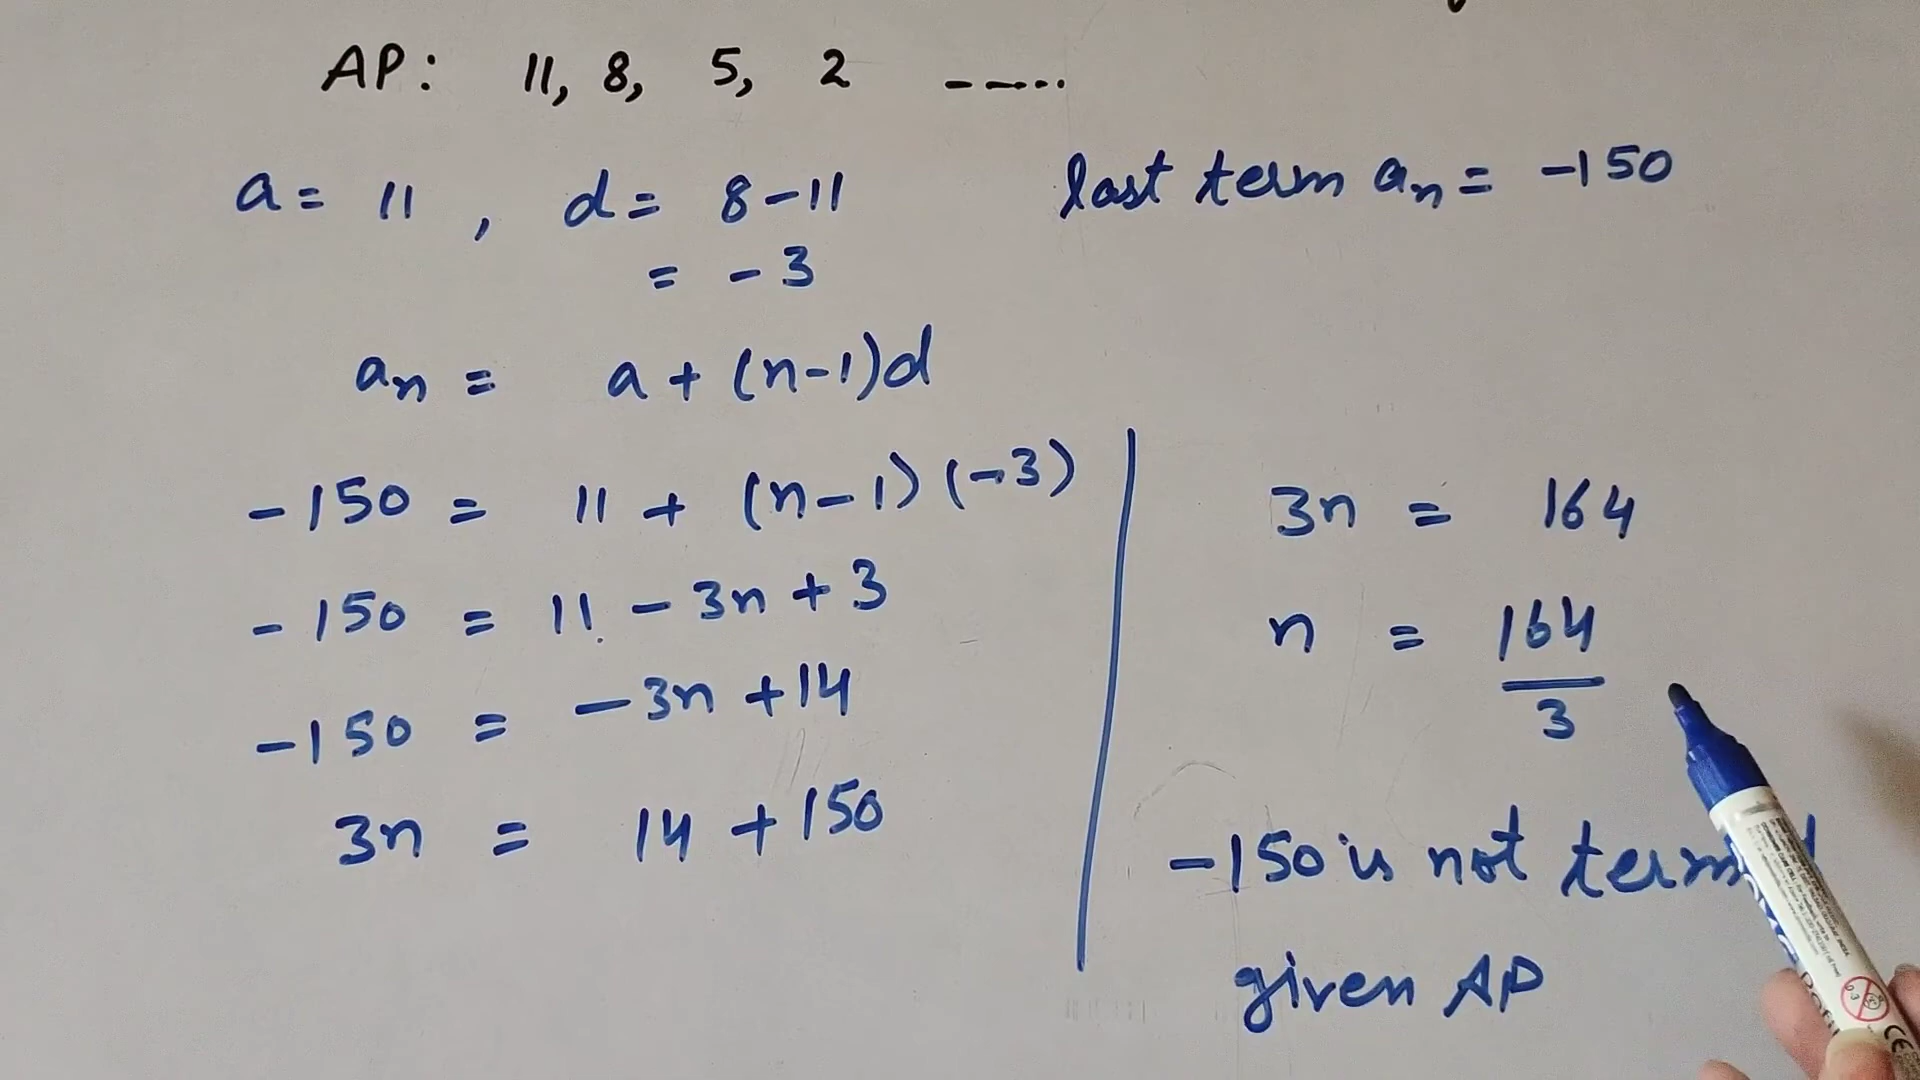 AP: 11, 8, 5, 2 -----..
a = 11 , d = 8-11
= -3
last term an = -150
an = a + (n-1)d
-150 = 11 + (n-1) (-3)
-150 = 11 - 3n + 3
-150 = -3n +14
3n = 14 + 150
3n = 164
n = 164
3
-150 is not term
given AP